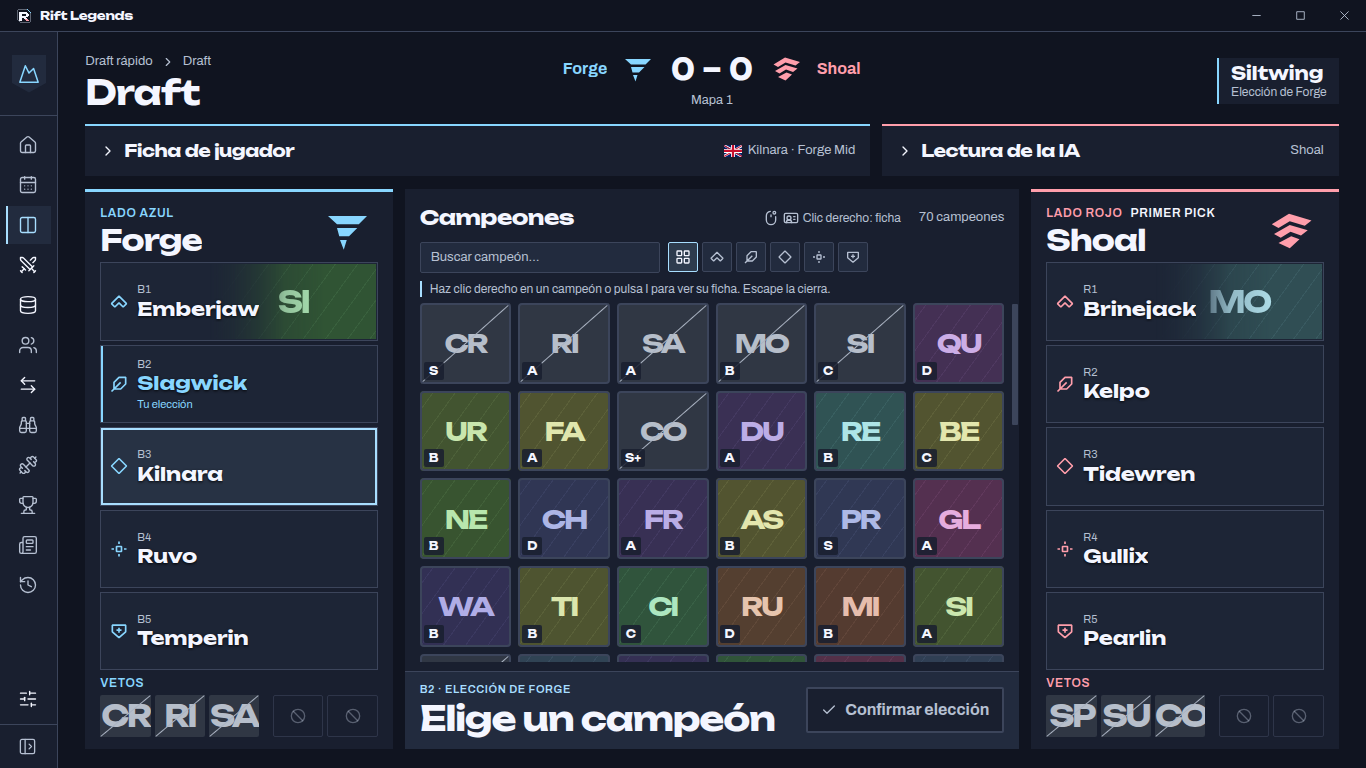 Rift Legends
Draft rápido > Draft
Draft
Forge 0 – 0 Shoal
Mapa 1
Siltwing
Elección de Forge
Ficha de jugador
Kilnara · Forge Mid
Lectura de la IA
Shoal
LADO AZUL
Forge
B1
Emberjaw
SI
B2
Slagwick
Tu elección
B3
Kilnara
B4
Ruvo
B5
Temperin
VETOS
CR RI SA
Campeones
Clic derecho: ficha
70 campeones
Buscar campeón...
Haz clic derecho en un campeón o pulsa I para ver su ficha. Escape la cierra.
CR RI SA MO SI QU
S A A B C D
UR FA CO DU RE BE
B A S+ A B C
NE CH FR AS PR GL
B D A B S A
WA TI CI RU MI SI
B B C D B A
B2 · ELECCIÓN DE FORGE
Elige un campeón
Confirmar elección
LADO ROJO PRIMER PICK
Shoal
R1
Brinejack
MO
R2
Kelpo
R3
Tidewren
R4
Gullix
R5
Pearlin
VETOS
SP SU CO